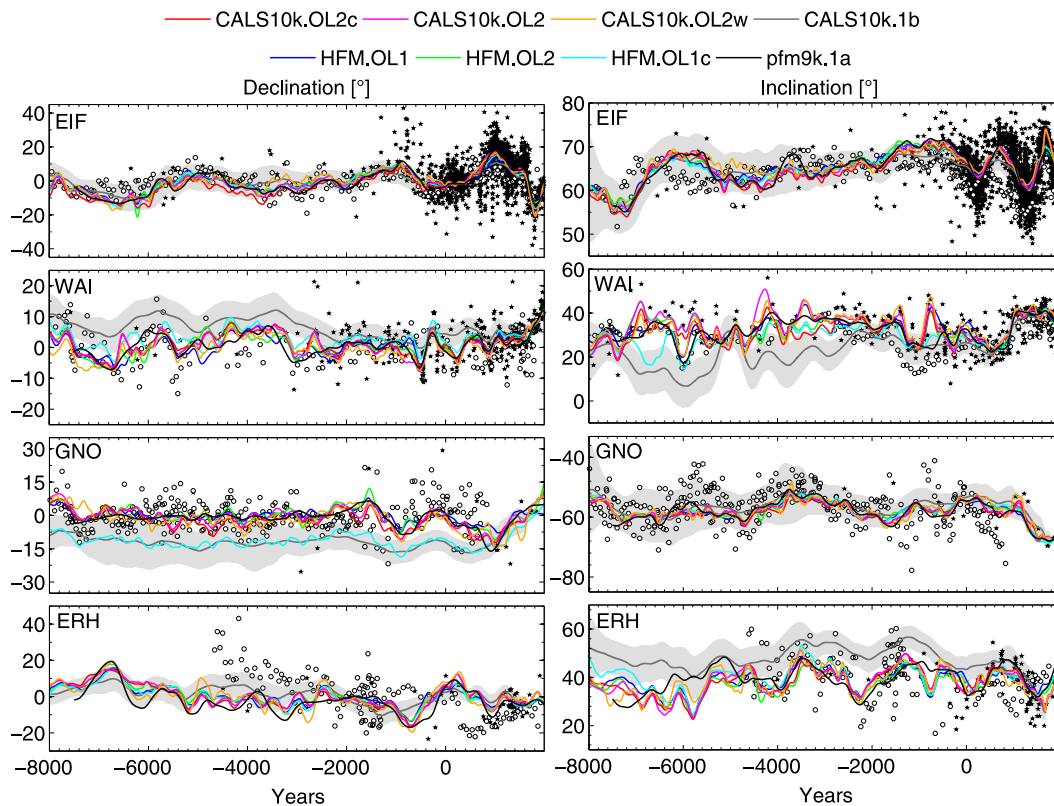 CALS10k.OL2c CALS10k.OL2 CALS10k.OL2w CALS10k.1b
HFM.OL1 HFM.OL2 HFM.OL1c pfm9k.1a
Declination [°] Inclination [°]
EIF
40
20
0
−20
−40
EIF
80
70
60
50
WAI
20
10
0
−10
−20
WAI
60
40
20
0
GNO
30
15
0
−15
−30
GNO
−40
−60
−80
ERH
40
20
0
−20
ERH
60
40
20
−8000 −6000 −4000 −2000 0
−8000 −6000 −4000 −2000 0
Years Years